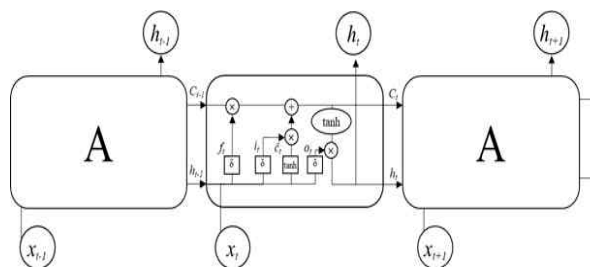 h_{t-1} h_t h_{t+1}
C_{t-1} × + C_t
tanh
×
×
A A
f_t i_t c̃_t o_t
δ δ tanh δ
h_{t-1} h_t
x_{t-1} x_t x_{t+1}